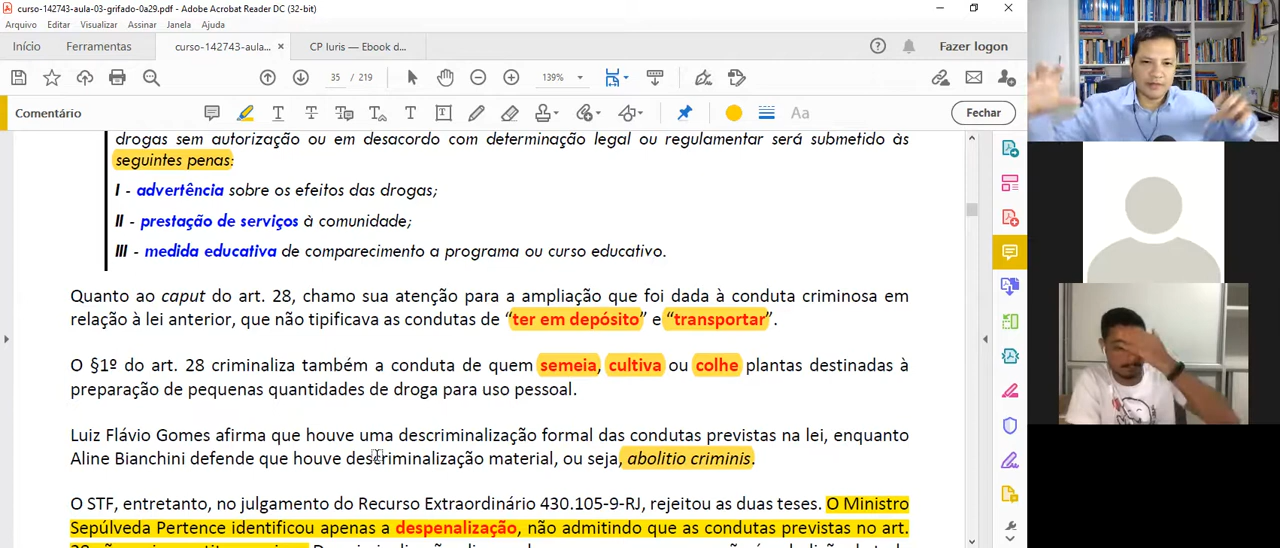 curso-142743-aula-03-grifado-0a29.pdf - Adobe Acrobat Reader DC (32-bit)
Arquivo Editar Visualizar Assinar Janela Ajuda
Início Ferramentas curso-142743-aula... × CP Iuris — Ebook d... Fazer logon
35 / 219 139%
Comentário Aa Fechar
drogas sem autorização ou em desacordo com determinação legal ou regulamentar será submetido às
seguintes penas:
I - advertência sobre os efeitos das drogas;
II - prestação de serviços à comunidade;
III - medida educativa de comparecimento a programa ou curso educativo.
Quanto ao caput do art. 28, chamo sua atenção para a ampliação que foi dada à conduta criminosa em
relação à lei anterior, que não tipificava as condutas de “ter em depósito” e “transportar”.
O §1º do art. 28 criminaliza também a conduta de quem semeia, cultiva ou colhe plantas destinadas à
preparação de pequenas quantidades de droga para uso pessoal.
Luiz Flávio Gomes afirma que houve uma descriminalização formal das condutas previstas na lei, enquanto
Aline Bianchini defende que houve descriminalização material, ou seja, abolitio criminis.
O STF, entretanto, no julgamento do Recurso Extraordinário 430.105-9-RJ, rejeitou as duas teses. O Ministro
Sepúlveda Pertence identificou apenas a despenalização, não admitindo que as condutas previstas no art.